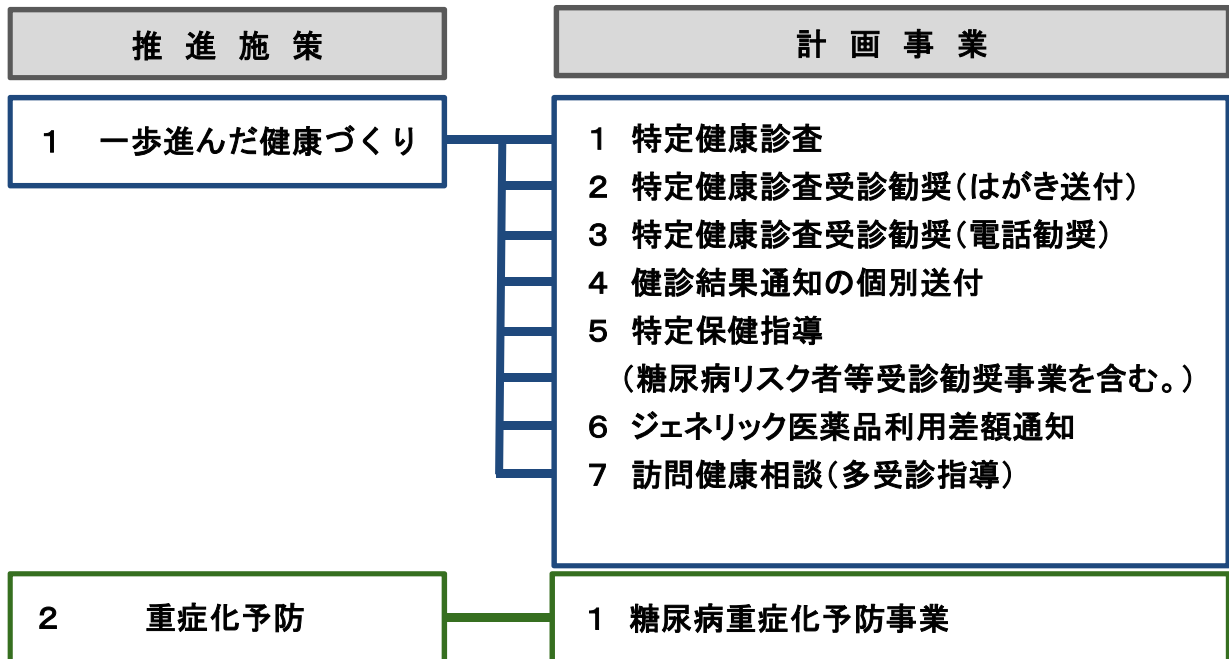 推進施策
計画事業
１　一歩進んだ健康づくり
１　特定健康診査
２　特定健康診査受診勧奨（はがき送付）
３　特定健康診査受診勧奨（電話勧奨）
４　健診結果通知の個別送付
５　特定保健指導
（糖尿病リスク者等受診勧奨事業を含む。）
６　ジェネリック医薬品利用差額通知
７　訪問健康相談（多受診指導）
２　重症化予防
１　糖尿病重症化予防事業